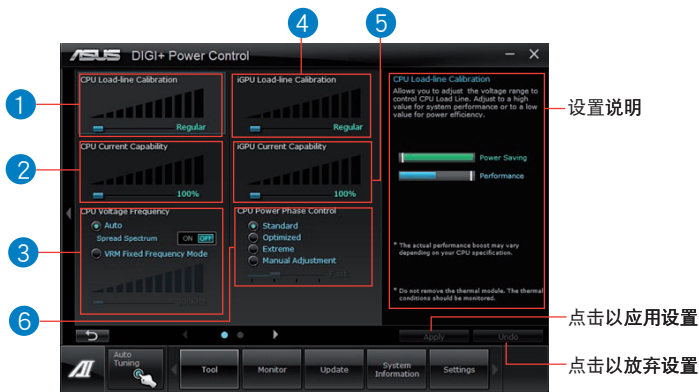 4
5
ASUS DIGI+ Power Control
1
CPU Load-line Calibration
Regular
iGPU Load-line Calibration
Regular
CPU Load-line Calibration
Allows you to adjust the voltage range to
control CPU Load Line. Adjust to a high
value for system performance or to a low
value for power efficiency.
设置说明
2
CPU Current Capability
100%
iGPU Current Capability
100%
Power Saving
Performance
3
CPU Voltage Frequency
Auto
Spread Spectrum ON OFF
VRM Fixed Frequency Mode
CPU Power Phase Control
Standard
Optimized
Extreme
Manual Adjustment
Fast
* The actual performance boost may vary
depending on your CPU specification.
* Do not remove the thermal module. The thermal
conditions should be monitored.
6
Apply
Undo
点击以应用设置
点击以放弃设置
AI
Auto
Tuning
Tool
Monitor
Update
System
Information
Settings